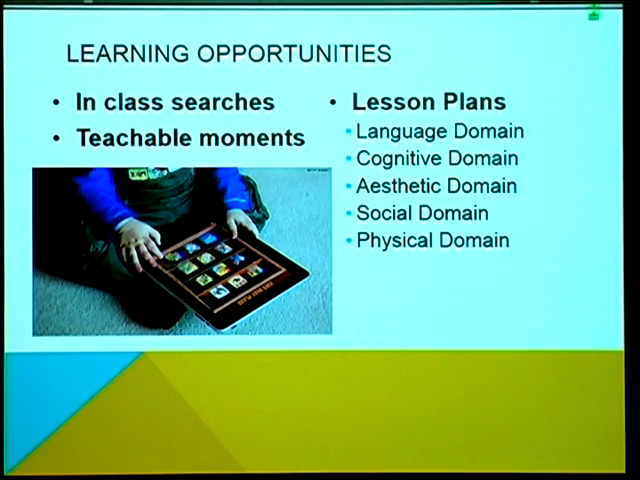 LEARNING OPPORTUNITIES
• In class searches
• Teachable moments
• Lesson Plans
• Language Domain
• Cognitive Domain
• Aesthetic Domain
• Social Domain
• Physical Domain